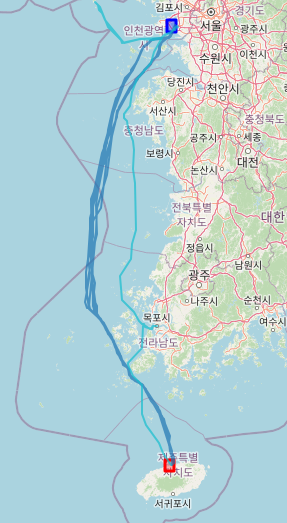 김포시
경기도
인천광역
서울
광주시
이천시
수원시
당진시
천안시
서산시
충청북도
충청남도
공주시
세종
보령시
대전
논산시
전북특별
자치도
대한
정읍시
남원시
광주
나주시
순천시
목포시
여수시
전라남도
제주특별
자치도
서귀포시